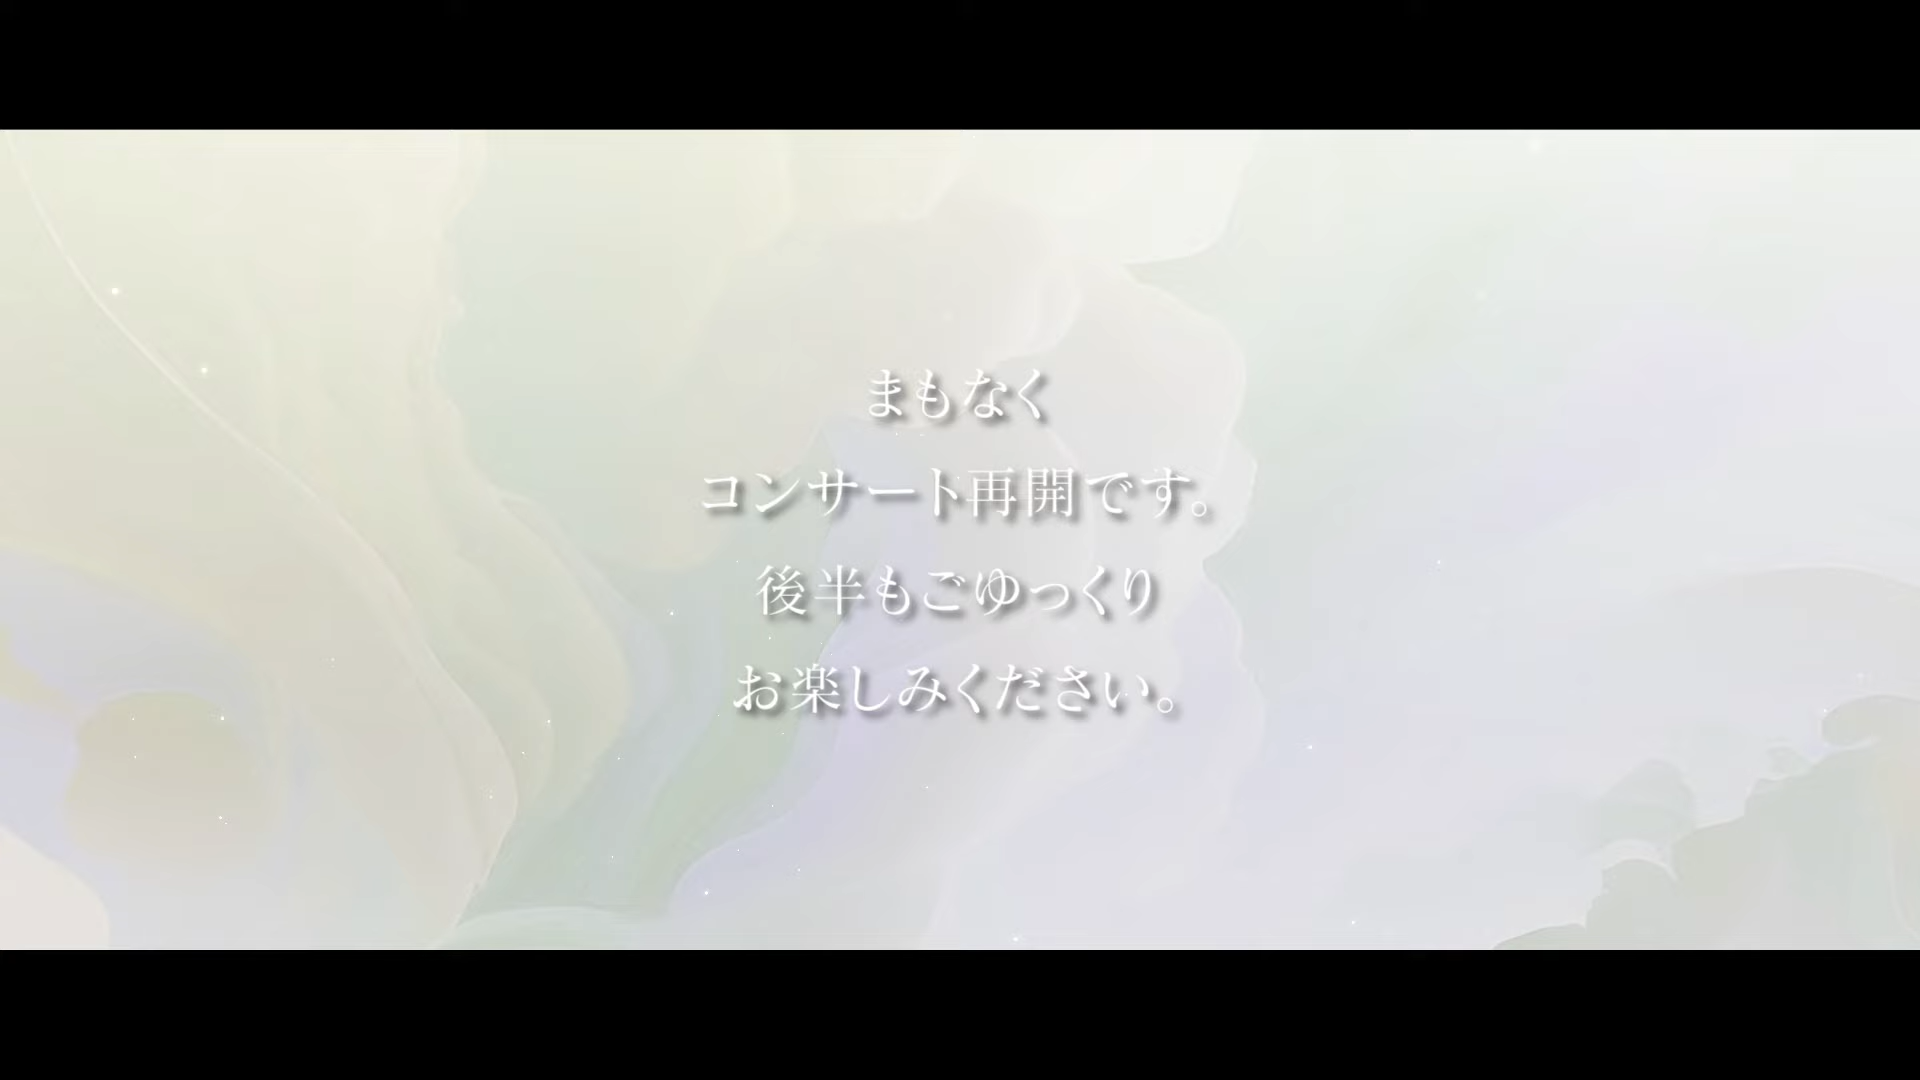 まもなく
コンサート再開です。
後半もごゆっくり
お楽しみください。